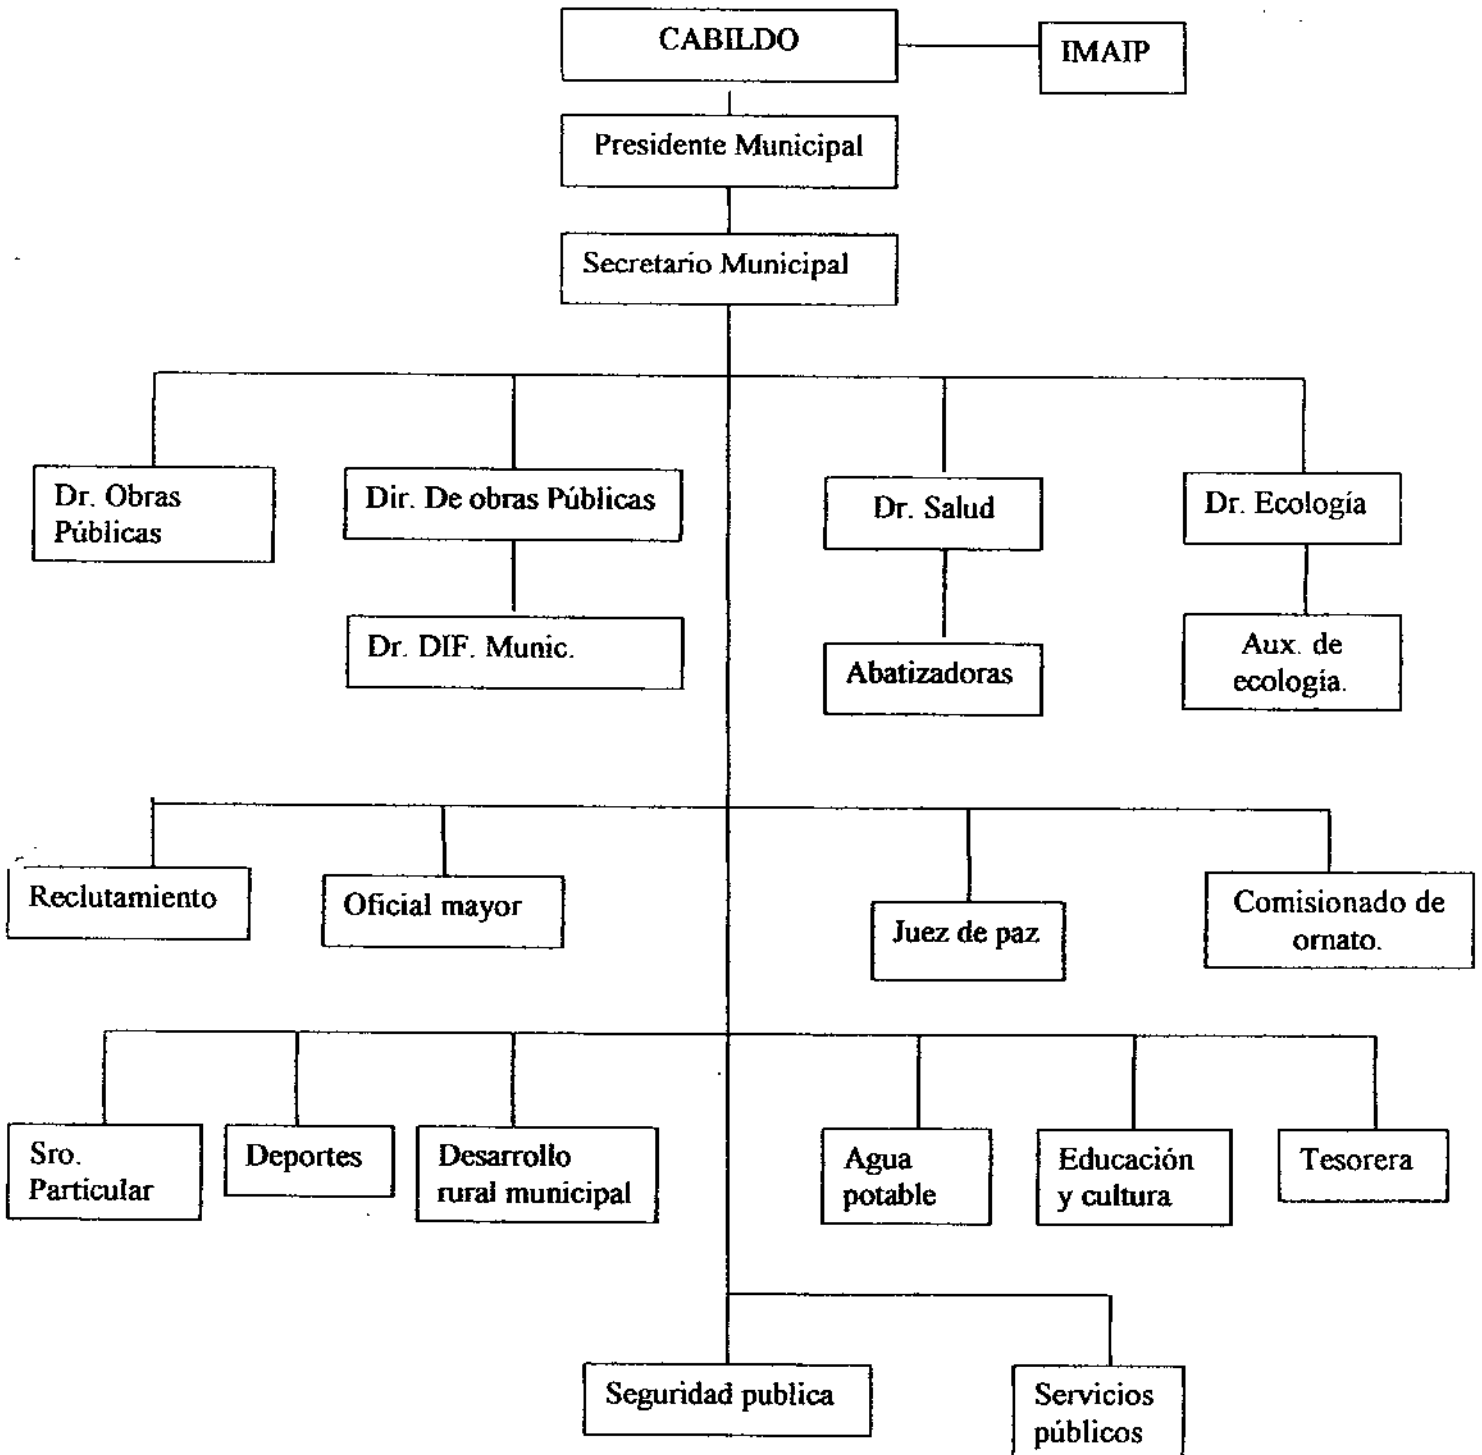 CABILDO
IMAIP
Presidente Municipal
Secretario Municipal
Dr. Obras
Públicas
Dir. De obras Públicas
Dr. Salud
Dr. Ecología
Dr. DIF. Munic.
Abatizadoras
Aux. de
ecología.
Reclutamiento
Oficial mayor
Juez de paz
Comisionado de
ornato.
Sro.
Particular
Deportes
Desarrollo
rural municipal
Agua
potable
Educación
y cultura
Tesorera
Seguridad publica
Servicios
públicos